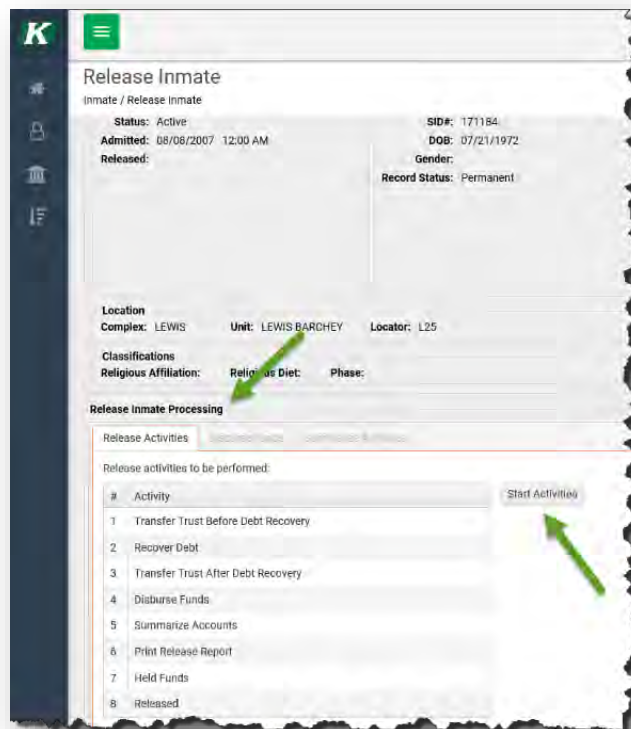 K
Release Inmate
Inmate / Release Inmate
Status: Active SID#: 171184
Admitted: 08/08/2007 12:00 AM DOB: 07/21/1972
Released: Gender:
Record Status: Permanent
Location
Complex: LEWIS Unit: LEWIS BARCHEY Locator: L25
Classifications
Religious Affiliation: Religious Diet: Phase:
Release Inmate Processing
Release Activities
Release activities to be performed:
# Activity Start Activities
1 Transfer Trust Before Debt Recovery
2 Recover Debt
3 Transfer Trust After Debt Recovery
4 Disburse Funds
5 Summarize Accounts
6 Print Release Report
7 Held Funds
8 Released